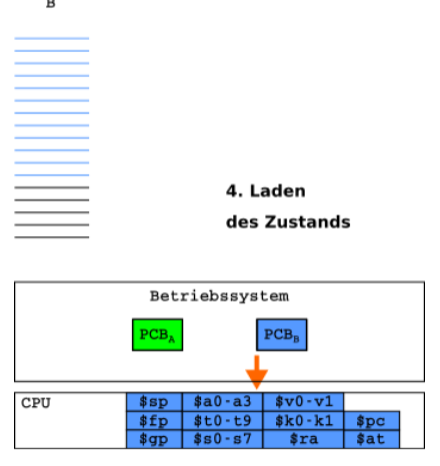 B
4. Laden
des Zustands
Betriebssystem
PCB_A PCB_B
CPU $sp $a0-a3 $v0-v1
$fp $t0-t9 $k0-k1 $pc
$gp $s0-s7 $ra $at